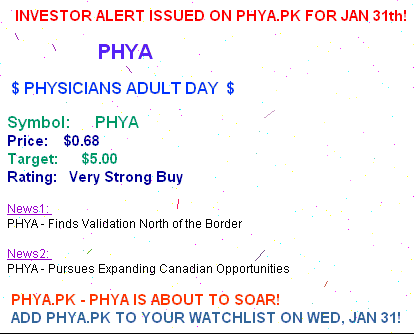 INVESTOR ALERT ISSUED ON PHYA.PK FOR JAN 31th!
PHYA
$ PHYSICIANS ADULT DAY $
Symbol: PHYA
Price: $0.68
Target: $5.00
Rating: Very Strong Buy
News1:
PHYA - Finds Validation North of the Border
News2:
PHYA - Pursues Expanding Canadian Opportunities
PHYA.PK - PHYA IS ABOUT TO SOAR!
ADD PHYA.PK TO YOUR WATCHLIST ON WED, JAN 31!